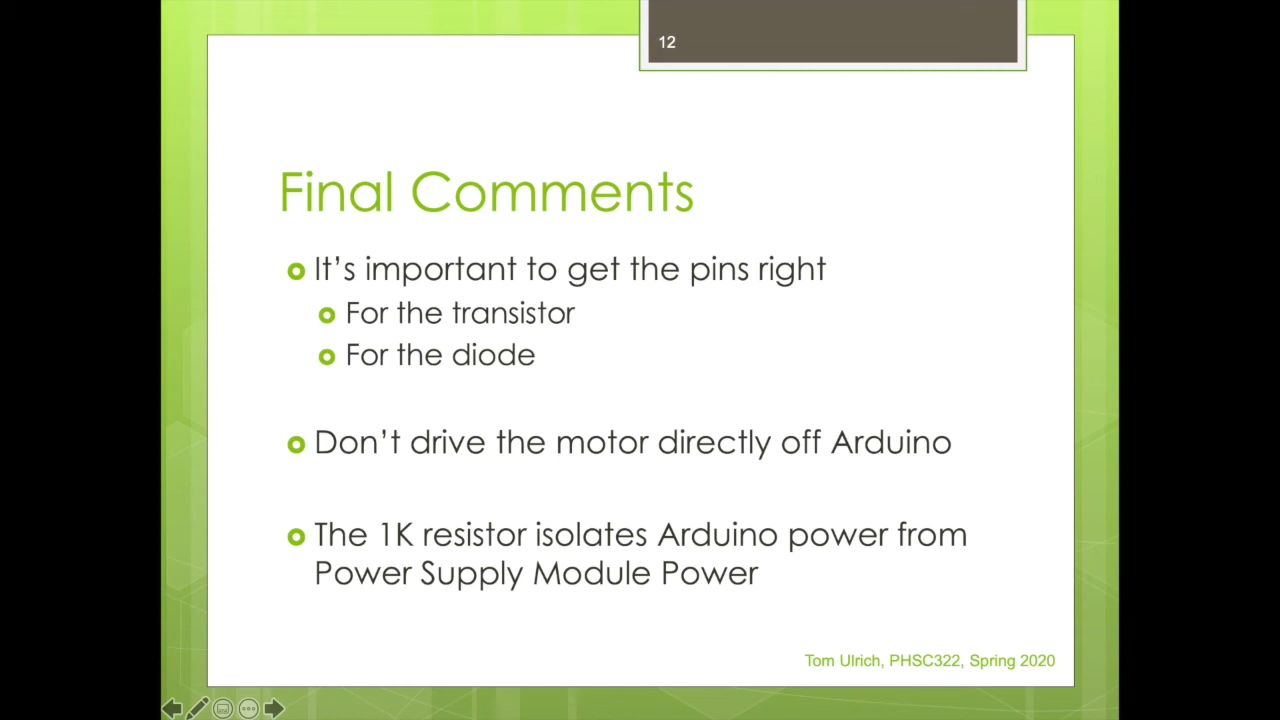 12
Final Comments
It's important to get the pins right
For the transistor
For the diode
Don't drive the motor directly off Arduino
The 1K resistor isolates Arduino power from
Power Supply Module Power
Tom Ulrich, PHSC322, Spring 2020